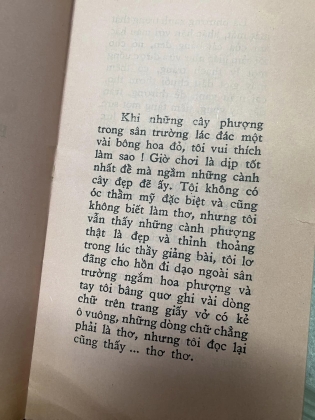 Khi những cây phượng
trong sân trường lác đác một
vài bông hoa đỏ, tôi vui thích
làm sao ! Giờ chơi là dịp tốt
nhất để mà ngắm những cành
cây đẹp đẽ ấy. Tôi không có
óc thầm mỹ đặc biệt và cũng
không biết làm thơ, nhưng tôi
vẫn thấy những cành phượng
thật là đẹp và thỉnh thoảng
trong lúc thầy giảng bài, tôi lơ
đãng cho hồn đi dạo ngoài sân
trường ngắm hoa phượng và
tay tôi bâng quơ ghi vài dòng
chữ trên trang giấy vở có kẻ
ô vuông, những dòng chữ chẳng
phải là thơ, nhưng tôi đọc lại
cũng thấy ... thơ thơ.